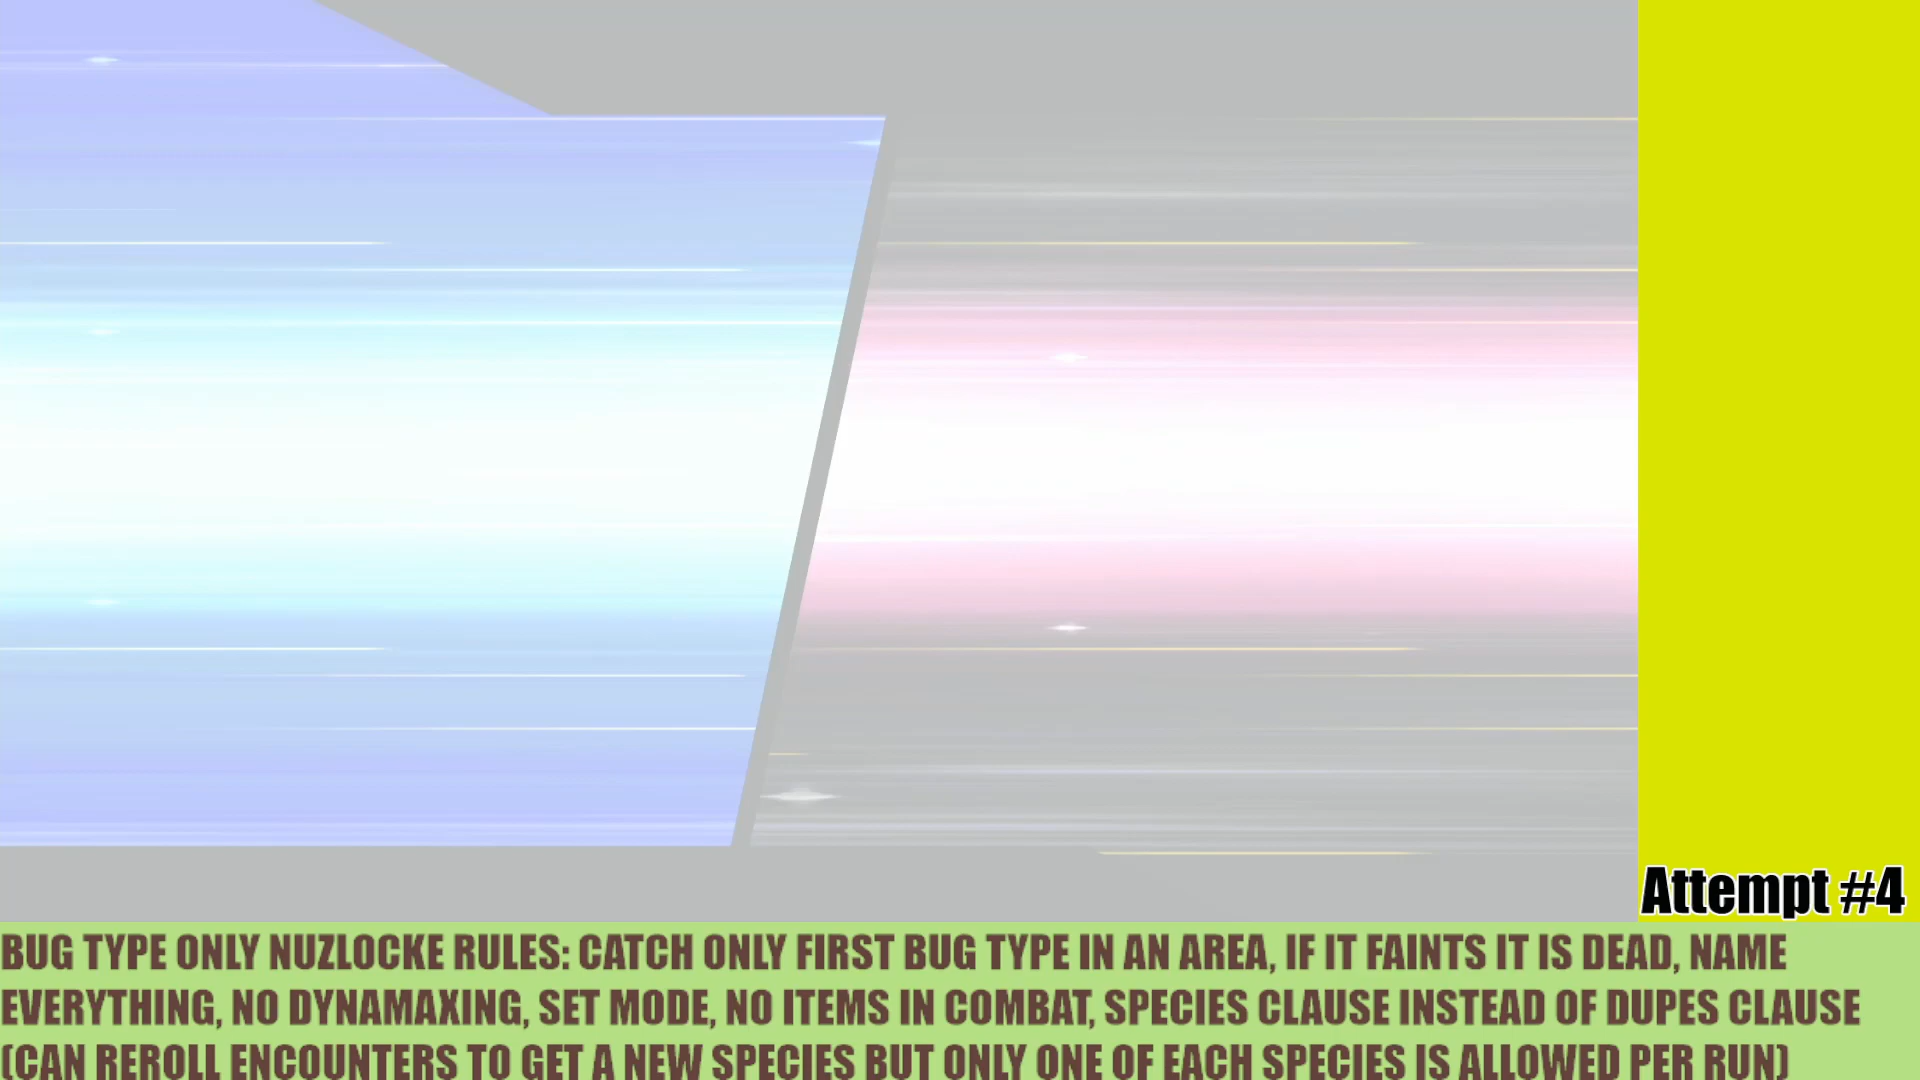 Attempt #4
BUG TYPE ONLY NUZLOCKE RULES: CATCH ONLY FIRST BUG TYPE IN AN AREA, IF IT FAINTS IT IS DEAD, NAME
EVERYTHING, NO DYNAMAXING, SET MODE, NO ITEMS IN COMBAT, SPECIES CLAUSE INSTEAD OF DUPES CLAUSE
(CAN REROLL ENCOUNTERS TO GET A NEW SPECIES BUT ONLY ONE OF EACH SPECIES IS ALLOWED PER RUN)